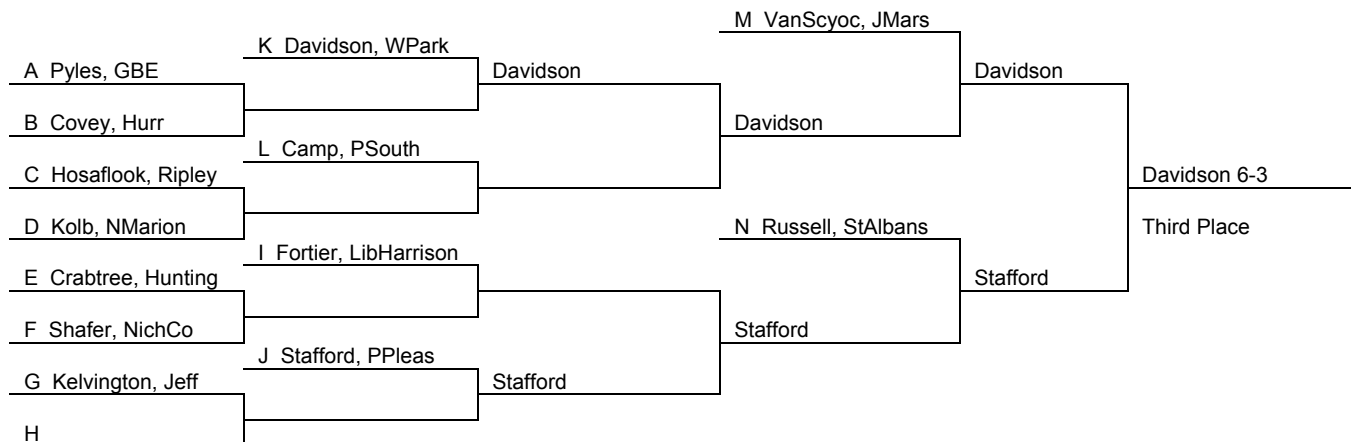 M VanScyoc, JMars
K Davidson, WPark
A Pyles, GBE
Davidson
Davidson
B Covey, Hurr
Davidson
L Camp, PSouth
C Hosaflook, Ripley
Davidson 6-3
D Kolb, NMarion
N Russell, StAlbans
Third Place
I Fortier, LibHarrison
E Crabtree, Hunting
Stafford
F Shafer, NichCo
Stafford
J Stafford, PPleas
G Kelvington, Jeff
Stafford
H